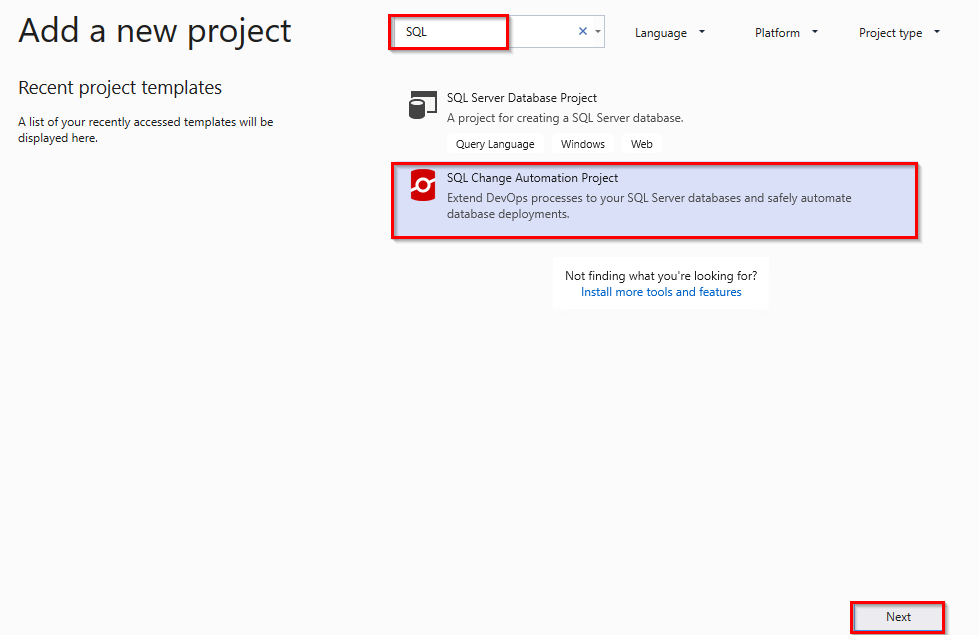 Add a new project
SQL
Language
Platform
Project type
Recent project templates
A list of your recently accessed templates will be
displayed here.
SQL Server Database Project
A project for creating a SQL Server database.
Query Language
Windows
Web
SQL Change Automation Project
Extend DevOps processes to your SQL Server databases and safely automate
database deployments.
Not finding what you're looking for?
Install more tools and features
Next